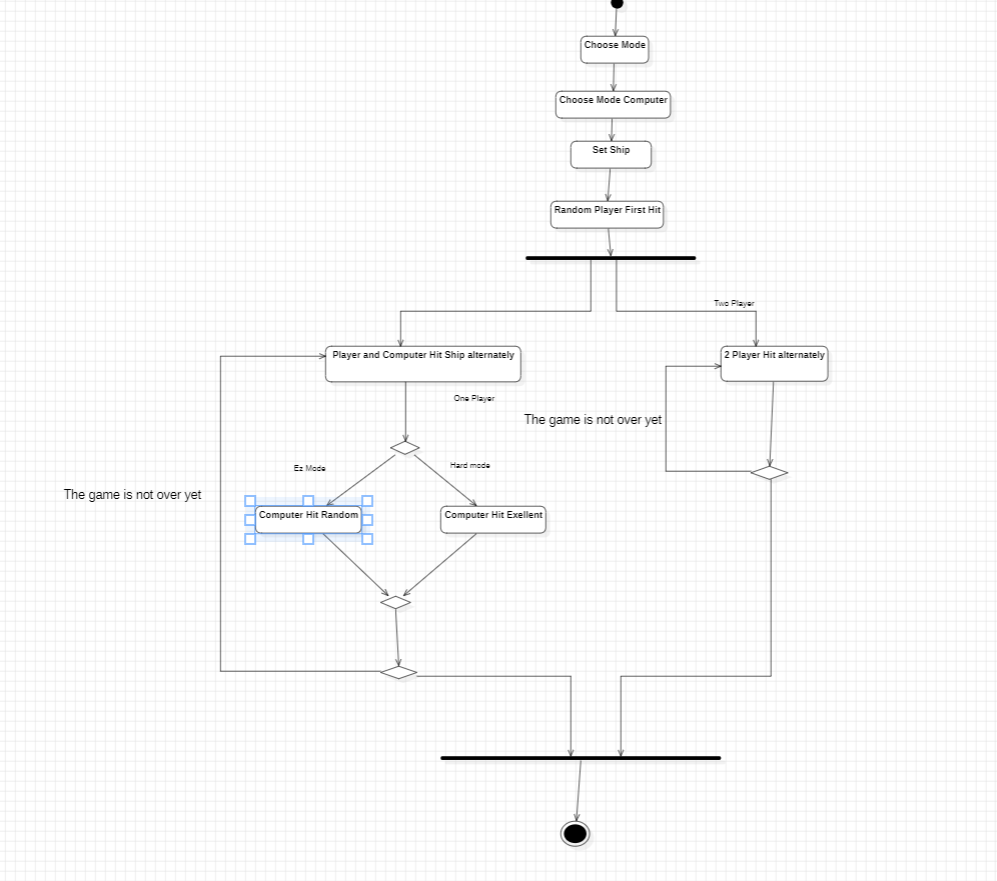 Choose Mode
Choose Mode Computer
Set Ship
Random Player First Hit
Two Player
Player and Computer Hit Ship alternately
2 Player Hit alternately
One Player
The game is not over yet
Ez Mode
Hard mode
The game is not over yet
Computer Hit Random
Computer Hit Exellent